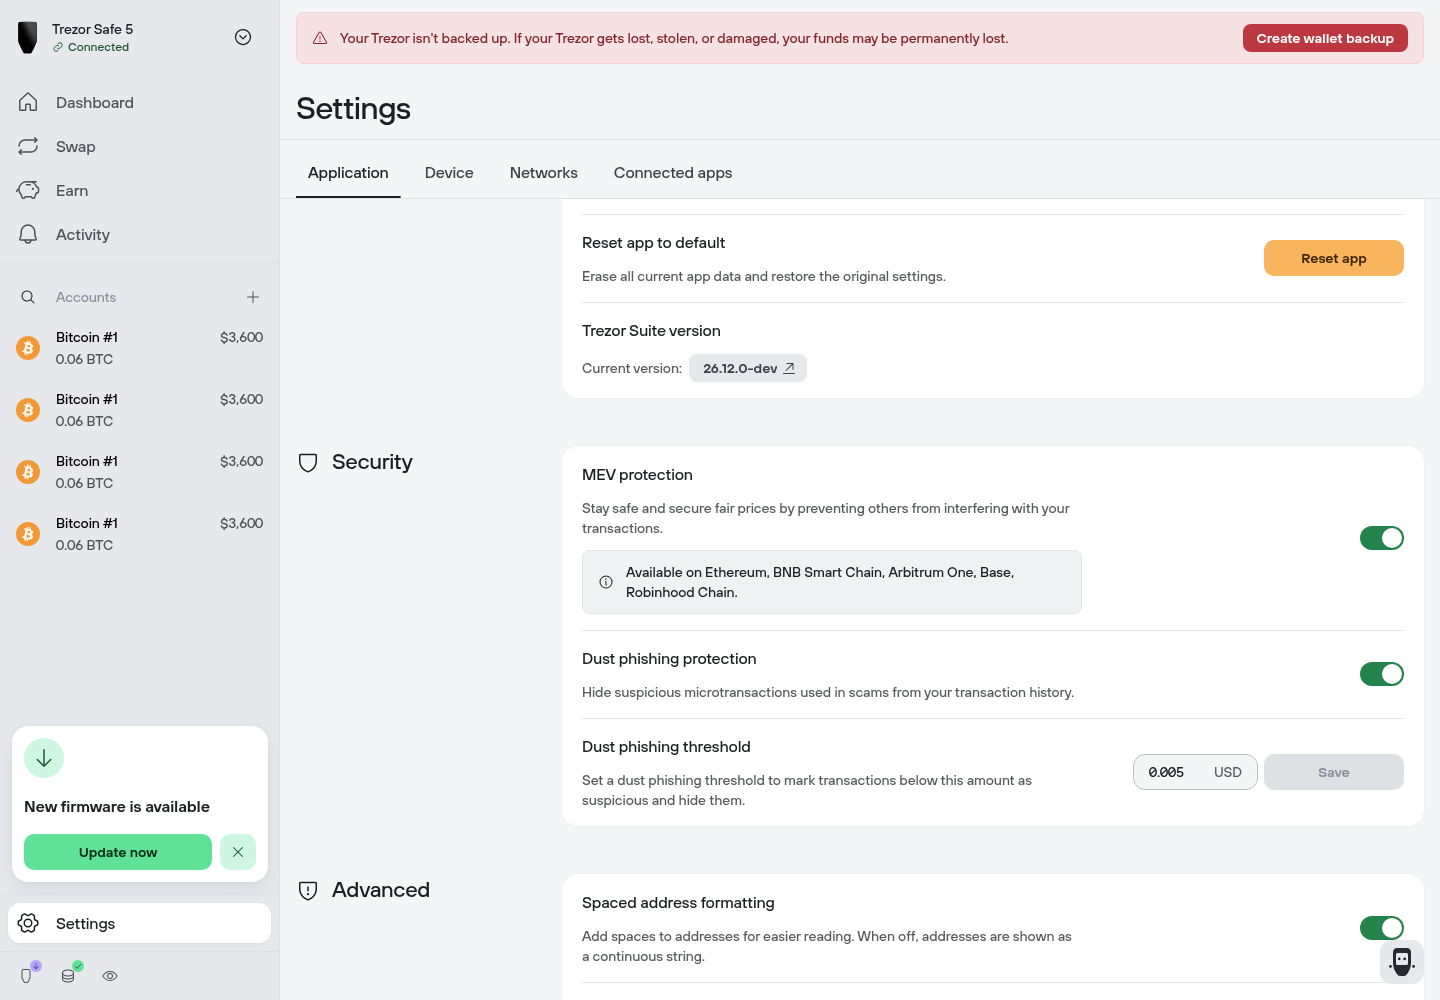 Trezor Safe 5
Connected
Dashboard
Swap
Earn
Activity
Accounts
Bitcoin #1 $3,600
0.06 BTC
Bitcoin #1 $3,600
0.06 BTC
Bitcoin #1 $3,600
0.06 BTC
Bitcoin #1 $3,600
0.06 BTC
New firmware is available
Update now
Settings
Your Trezor isn't backed up. If your Trezor gets lost, stolen, or damaged, your funds may be permanently lost.
Create wallet backup
Settings
Application Device Networks Connected apps
Reset app to default
Erase all current app data and restore the original settings.
Reset app
Trezor Suite version
Current version: 26.12.0-dev
Security
MEV protection
Stay safe and secure fair prices by preventing others from interfering with your
transactions.
Available on Ethereum, BNB Smart Chain, Arbitrum One, Base,
Robinhood Chain.
Dust phishing protection
Hide suspicious microtransactions used in scams from your transaction history.
Dust phishing threshold
Set a dust phishing threshold to mark transactions below this amount as
suspicious and hide them.
0.005 USD
Save
Advanced
Spaced address formatting
Add spaces to addresses for easier reading. When off, addresses are shown as
a continuous string.